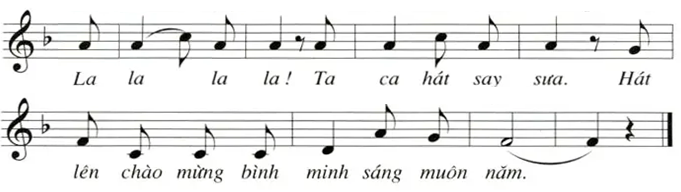 La la la la ! Ta ca hát say sưa. Hát
lên chào mừng bình minh sáng muôn năm.